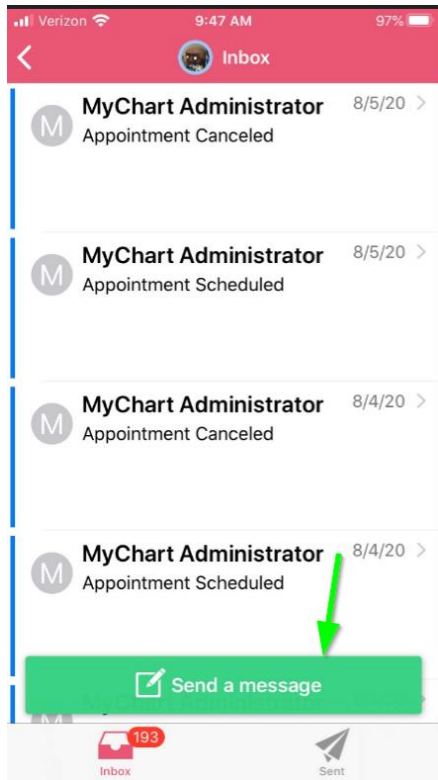 Verizon 9:47 AM 97%
Inbox
M MyChart Administrator 8/5/20
Appointment Canceled
M MyChart Administrator 8/5/20
Appointment Scheduled
M MyChart Administrator 8/4/20
Appointment Canceled
M MyChart Administrator 8/4/20
Appointment Scheduled
Send a message
193
Inbox Sent